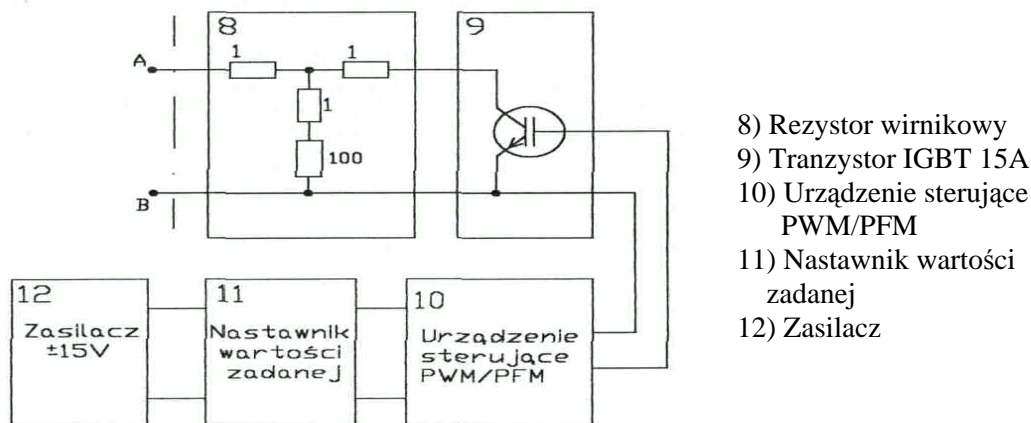 8
9
A
1
1
1
100
B
8) Rezystor wirnikowy
9) Tranzystor IGBT 15A
10) Urządzenie sterujące
PWM/PFM
11) Nastawnik wartości
zadanej
12) Zasilacz
12
Zasilacz
±15V
11
Nastawnik
wartości
zadanej
10
Urządzenie
sterujące
PWM/PFM